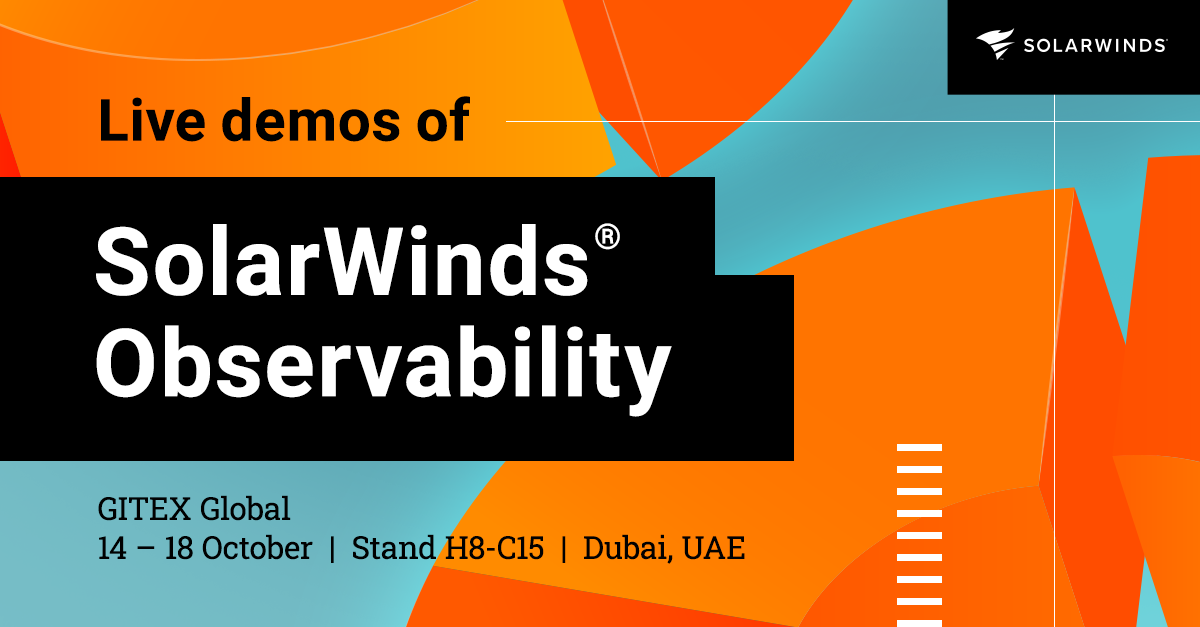 SOLARWINDS
Live demos of
SolarWinds®
Observability
GITEX Global
14 – 18 October | Stand H8-C15 | Dubai, UAE